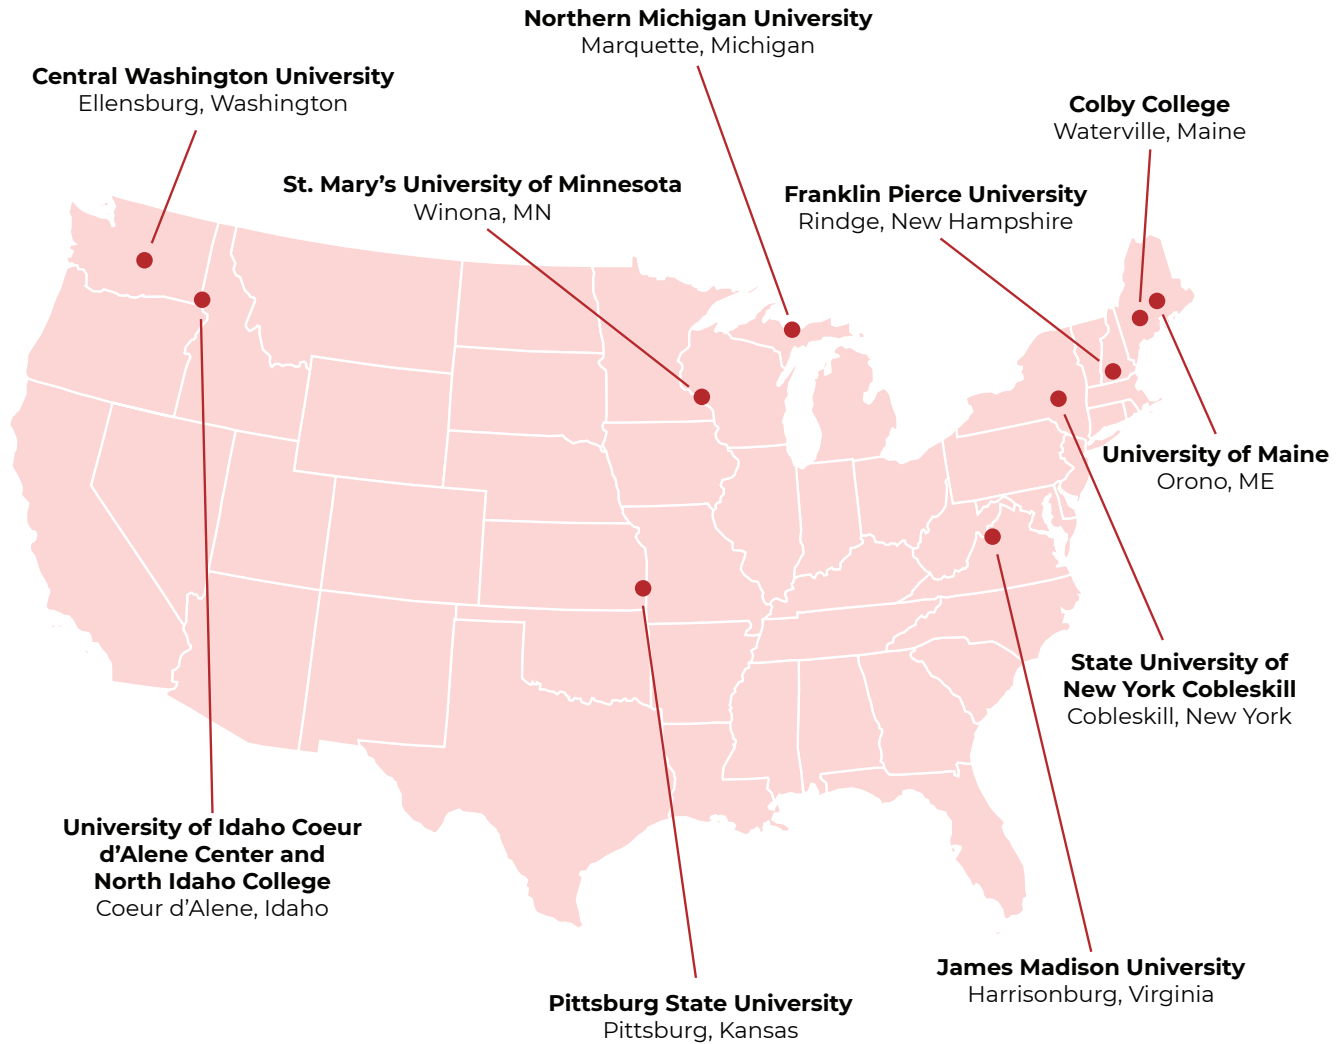 Northern Michigan University
Marquette, Michigan
Central Washington University
Ellensburg, Washington
Colby College
Waterville, Maine
St. Mary’s University of Minnesota
Winona, MN
Franklin Pierce University
Rindge, New Hampshire
University of Maine
Orono, ME
State University of
New York Cobleskill
Cobleskill, New York
University of Idaho Coeur
d’Alene Center and
North Idaho College
Coeur d’Alene, Idaho
James Madison University
Harrisonburg, Virginia
Pittsburg State University
Pittsburg, Kansas